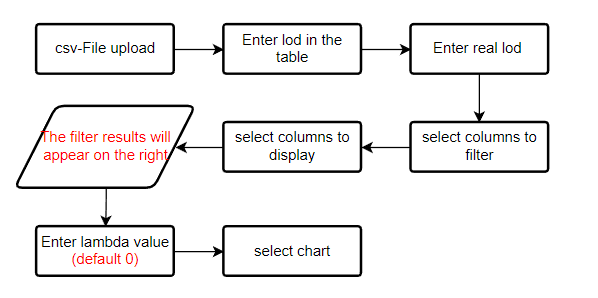 csv-File upload
Enter lod in the
table
Enter real lod
select columns to
filter
select columns to
display
The filter results will
appear on the right
Enter lambda value
(default 0)
select chart